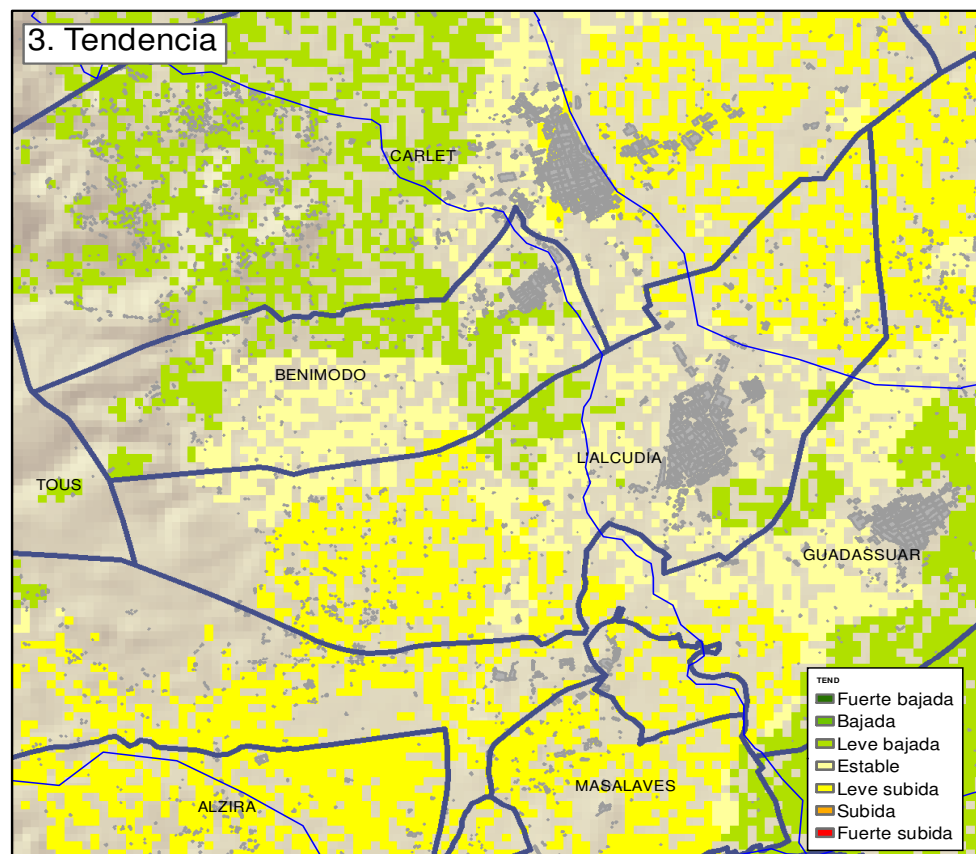 3. Tendencia
CARLET
BENIMODO
L'ALCUDIA
TOUS
GUADASSUAR
MASALAVES
ALZIRA
TEND
Fuerte bajada
Bajada
Leve bajada
Estable
Leve subida
Subida
Fuerte subida